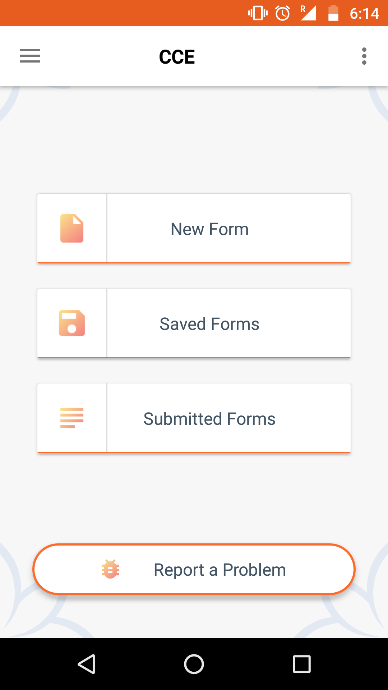 R
6:14
CCE
New Form
Saved Forms
Submitted Forms
Report a Problem